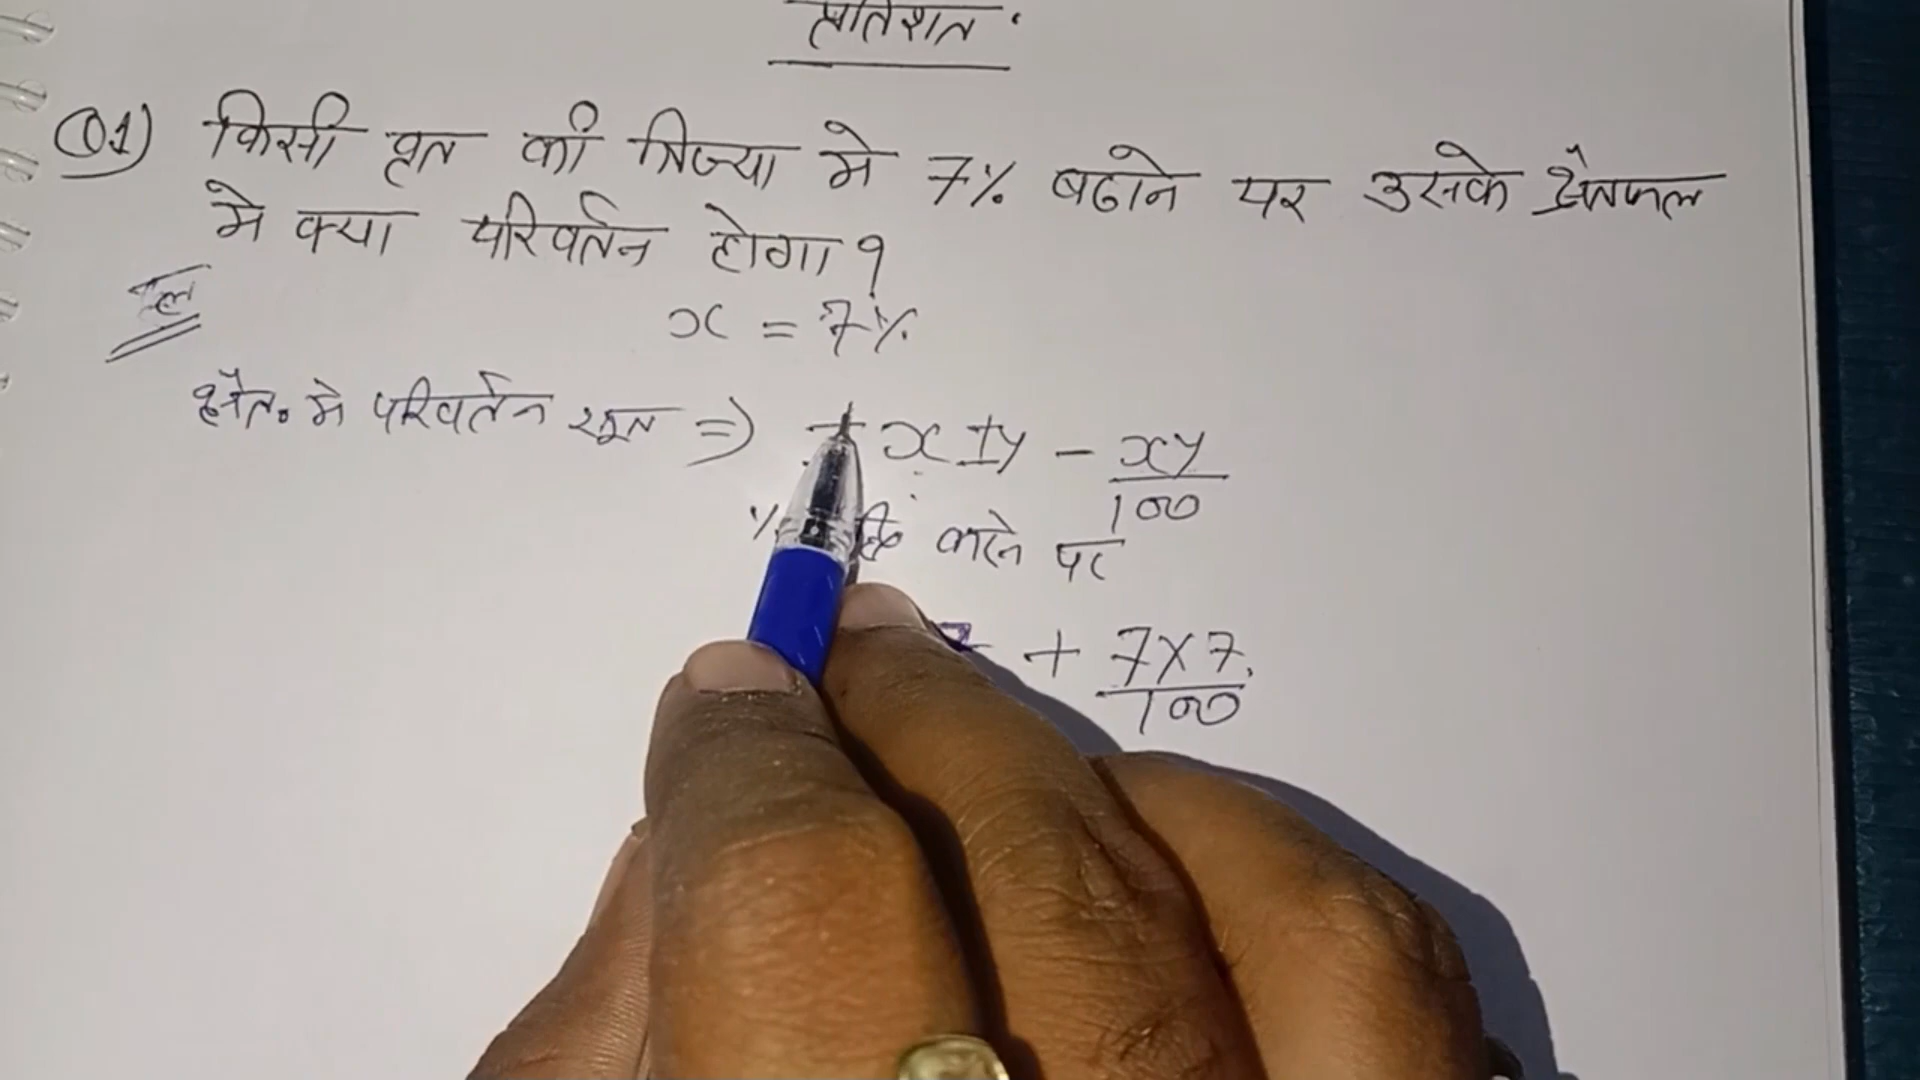 प्रतिशत
Q1) किसी वृत की त्रिज्या मे 7% बढाने पर उसके क्षैत्रफल
मे क्या परिवर्तन होगा ?
हल
x = 7%
क्षैत्र. मे परिवर्तन सूत्र ⇒ x ± y - xy/100
% करने पर
+ 7×7/100